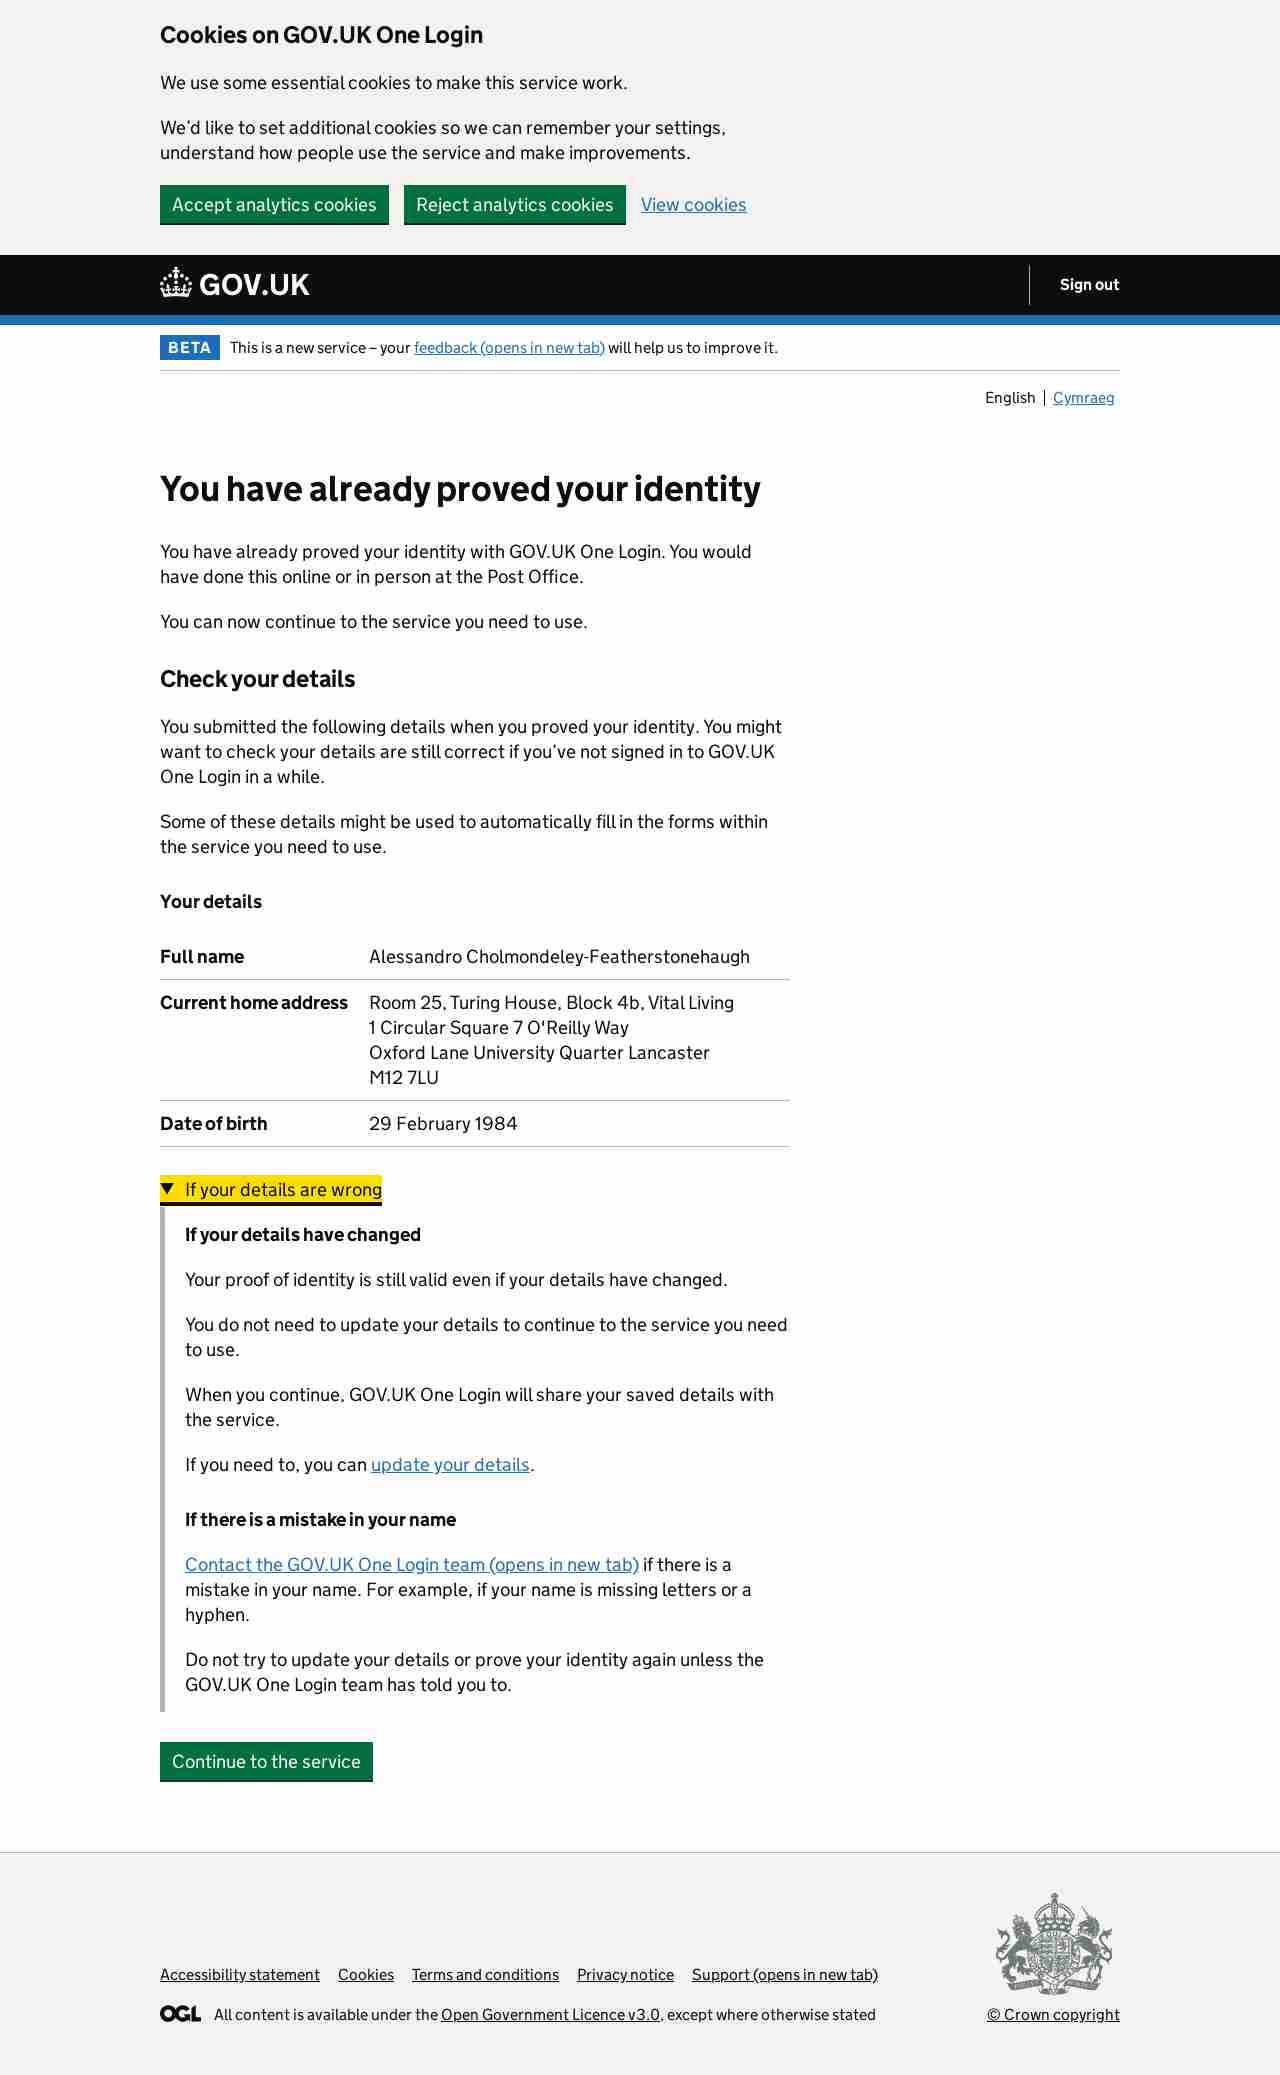 Cookies on GOV.UK One Login
We use some essential cookies to make this service work.
We’d like to set additional cookies so we can remember your settings,
understand how people use the service and make improvements.
Accept analytics cookies Reject analytics cookies View cookies
GOV.UK Sign out
BETA This is a new service – your feedback (opens in new tab) will help us to improve it.
English Cymraeg
You have already proved your identity
You have already proved your identity with GOV.UK One Login. You would
have done this online or in person at the Post Office.
You can now continue to the service you need to use.
Check your details
You submitted the following details when you proved your identity. You might
want to check your details are still correct if you’ve not signed in to GOV.UK
One Login in a while.
Some of these details might be used to automatically fill in the forms within
the service you need to use.
Your details
Full name Alessandro Cholmondeley-Featherstonehaugh
Current home address Room 25, Turing House, Block 4b, Vital Living
1 Circular Square 7 O'Reilly Way
Oxford Lane University Quarter Lancaster
M12 7LU
Date of birth 29 February 1984
If your details are wrong
If your details have changed
Your proof of identity is still valid even if your details have changed.
You do not need to update your details to continue to the service you need
to use.
When you continue, GOV.UK One Login will share your saved details with
the service.
If you need to, you can update your details.
If there is a mistake in your name
Contact the GOV.UK One Login team (opens in new tab) if there is a
mistake in your name. For example, if your name is missing letters or a
hyphen.
Do not try to update your details or prove your identity again unless the
GOV.UK One Login team has told you to.
Continue to the service
Accessibility statement Cookies Terms and conditions Privacy notice Support (opens in new tab)
OGL All content is available under the Open Government Licence v3.0, except where otherwise stated
© Crown copyright